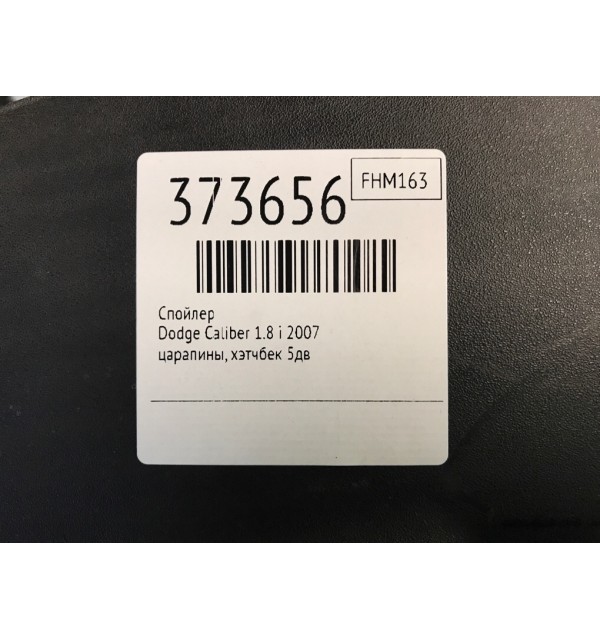 373656
FHM163
Спойлер
Dodge Caliber 1.8 i 2007
царапины, хэтчбек 5дв